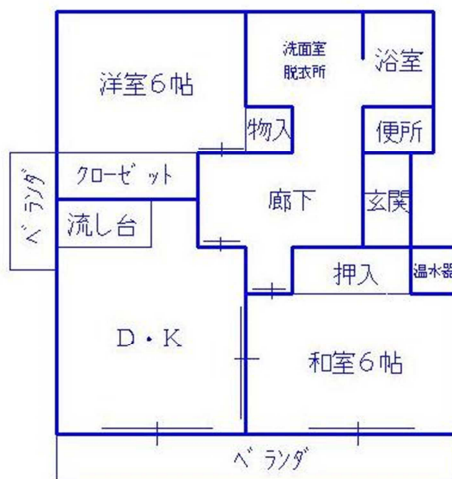 洋室6帖
洗面室
脱衣所
浴室
物入
便所
クローゼット
廊下
玄関
ベランダ
流し台
押入
温水器
D・K
和室6帖
ベランダ